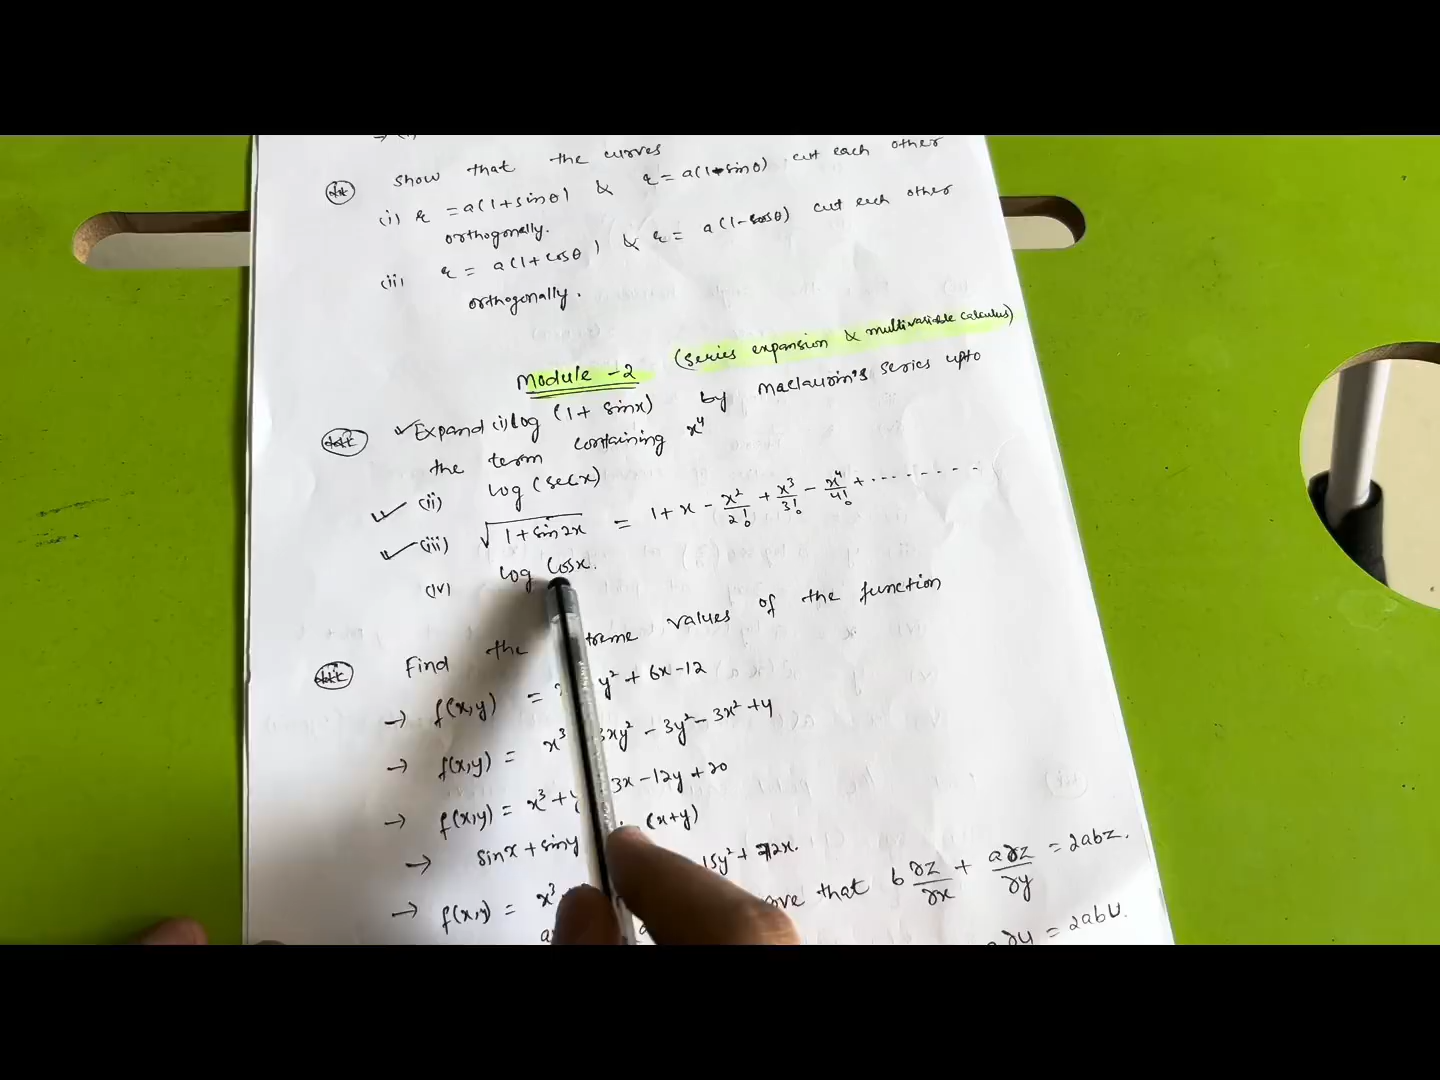 show that the curves
(i) r = a(1+sinθ) & r = a(1-sinθ) cut each other
orthogonally.
(ii) r = a(1+cosθ) & r = a(1-cosθ) cut each other
orthogonally.
Module -2 (series expansion & multivariable calculus)
Expand (i) log (1+ sinx) by Maclaurin's series upto
the term containing x⁴
(ii) log (secx)
(iii) √(1+sin2x) = 1+x - x²/2! + x³/3! - x⁴/4! + ........
(iv) log cosx.
Find the values of the function
→ f(x,y) = y² + 6x-12
→ f(x,y) = x³ 3xy² - 3y² - 3x² + 4
→ f(x,y) = x³ + 3x - 12y + 20
→ sinx + siny (x+y)
→ f(x,y) = x³ 15y² + 72x.
that b ∂z/∂x + a∂z/∂y = 2abz.
= 2abu.